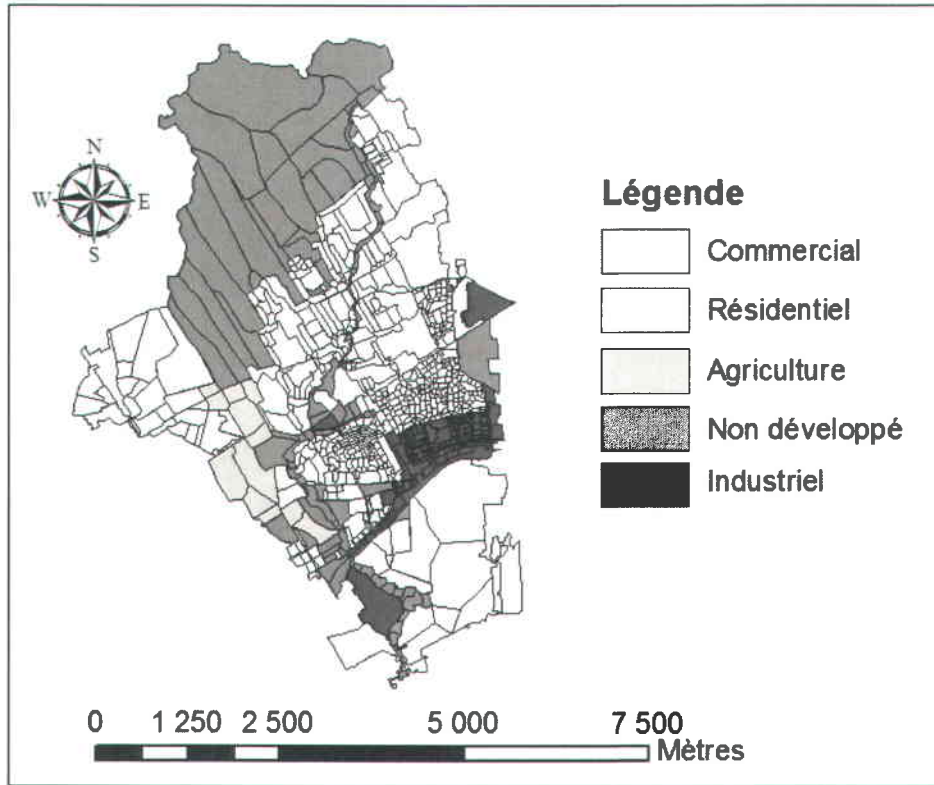 N
W E
S
Légende
Commercial
Résidentiel
Agriculture
Non développé
Industriel
0 1 250 2 500 5 000 7 500
Mètres